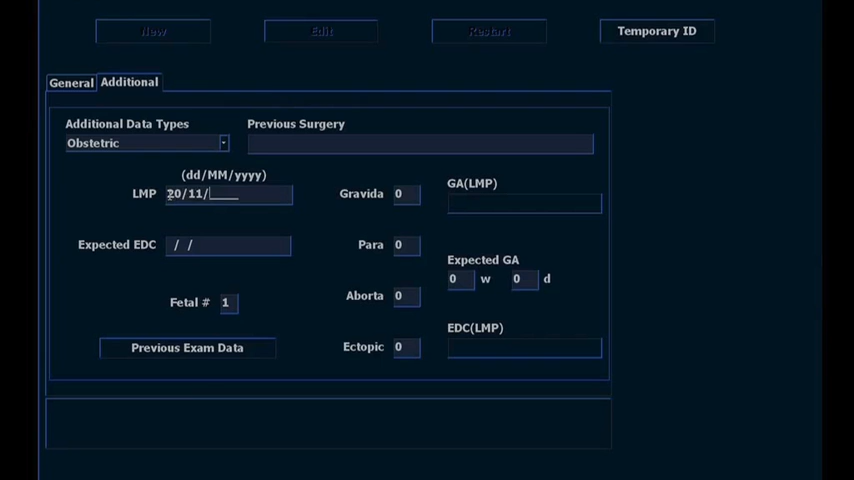 New Edit Restart Temporary ID
General Additional
Additional Data Types Previous Surgery
Obstetric
(dd/MM/yyyy)
LMP 20/11/____ Gravida 0 GA(LMP)
Expected EDC / / Para 0
Expected GA
0 w 0 d
Fetal # 1 Aborta 0
EDC(LMP)
Previous Exam Data Ectopic 0